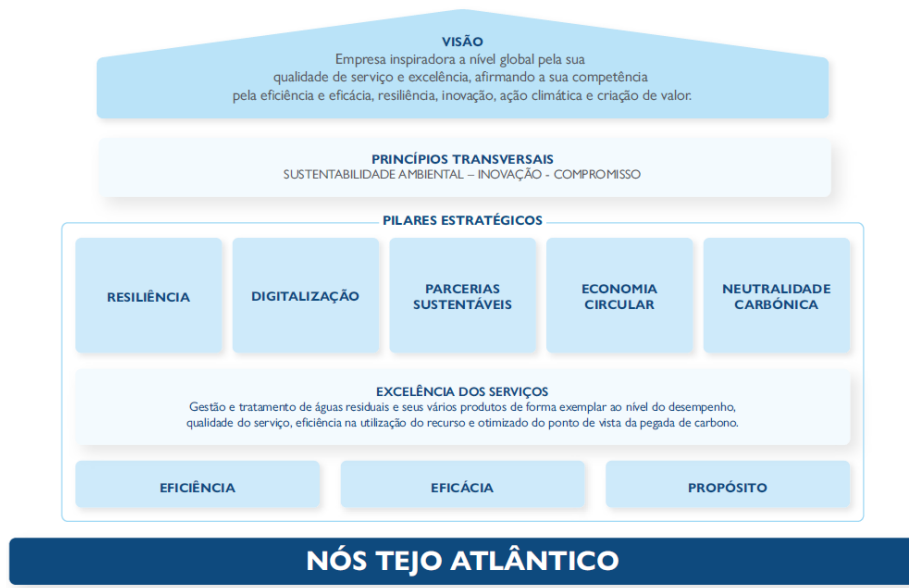 VISÃO
Empresa inspiradora a nível global pela sua
qualidade de serviço e excelência, afirmando a sua competência
pela eficiência e eficácia, resiliência, inovação, ação climática e criação de valor.
PRINCÍPIOS TRANSVERSAIS
SUSTENTABILIDADE AMBIENTAL – INOVAÇÃO - COMPROMISSO
PILARES ESTRATÉGICOS
RESILIÊNCIA
DIGITALIZAÇÃO
PARCERIAS
SUSTENTÁVEIS
ECONOMIA
CIRCULAR
NEUTRALIDADE
CARBÓNICA
EXCELÊNCIA DOS SERVIÇOS
Gestão e tratamento de águas residuais e seus vários produtos de forma exemplar ao nível do desempenho,
qualidade do serviço, eficiência na utilização do recurso e otimizado do ponto de vista da pegada de carbono.
EFICIÊNCIA
EFICÁCIA
PROPÓSITO
NÓS TEJO ATLÂNTICO